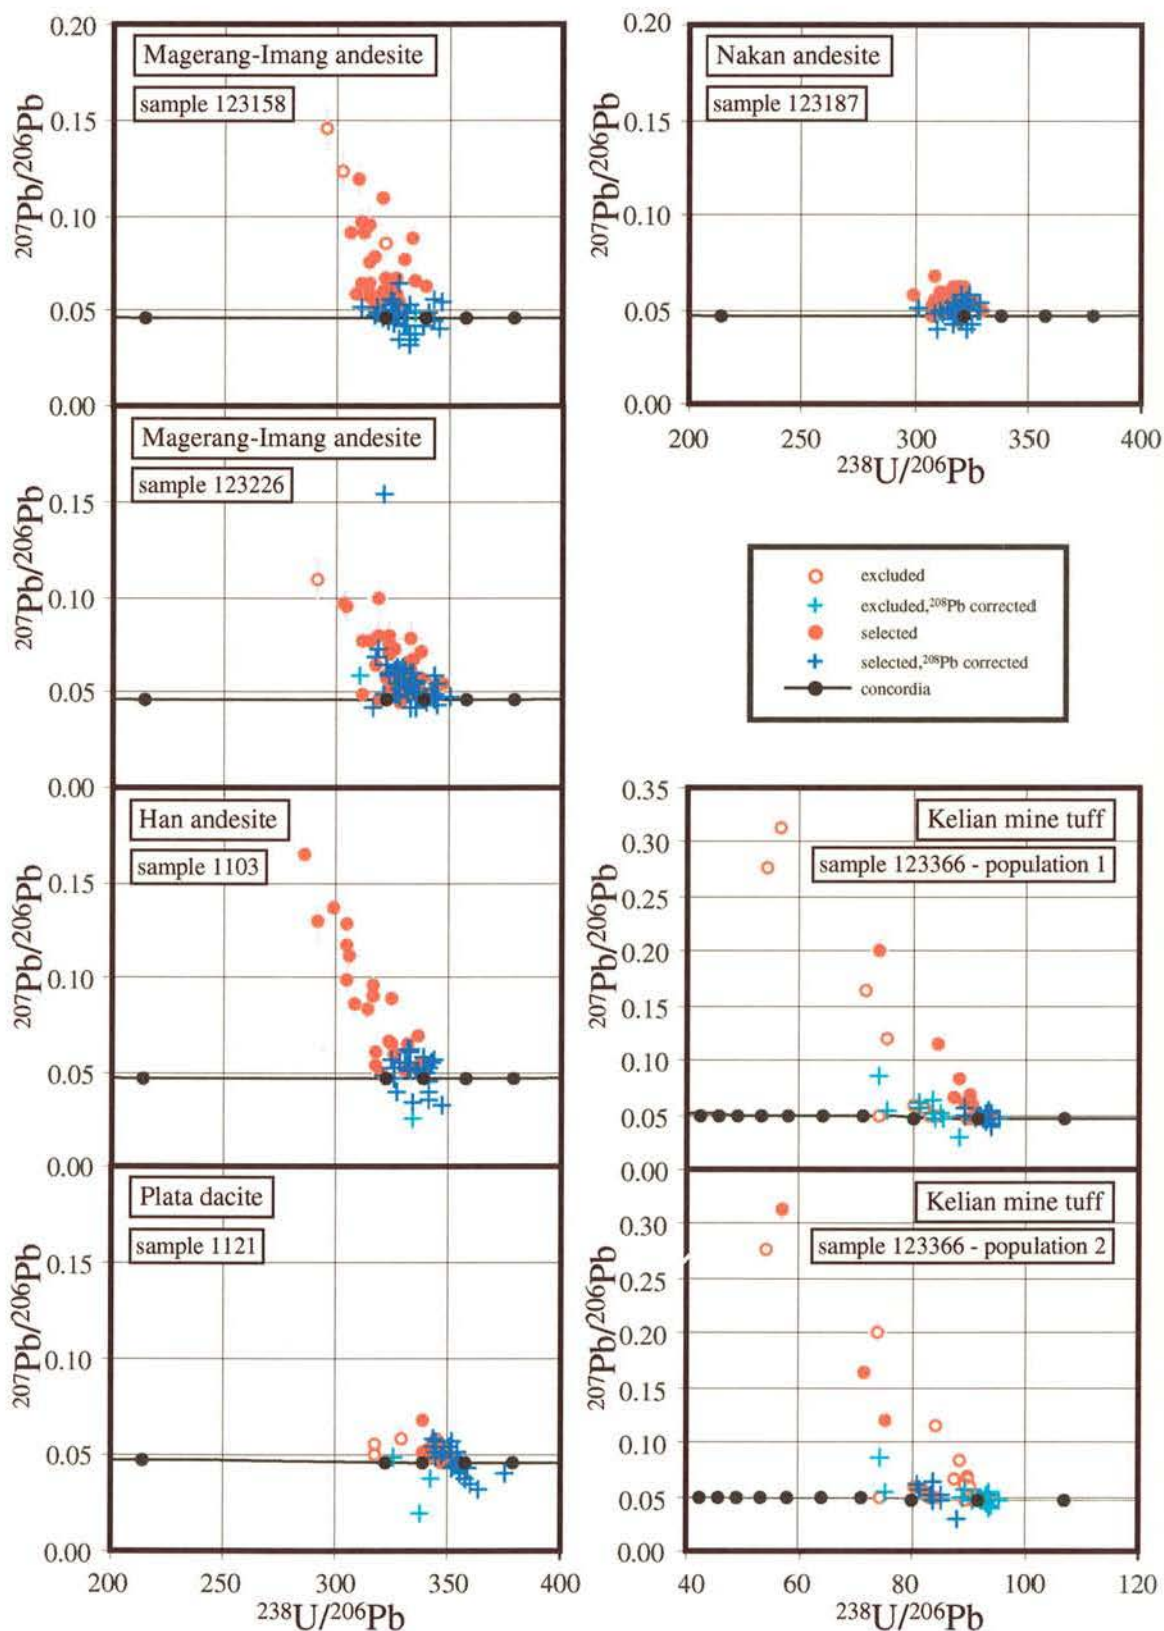 0.20
Magerang-Imang andesite
sample 123158
0.15
0.10
0.05
0.00
207Pb/206Pb
Magerang-Imang andesite
sample 123226
0.15
0.10
0.05
0.00
207Pb/206Pb
Han andesite
sample 1103
0.15
0.10
0.05
0.00
207Pb/206Pb
Plata dacite
sample 1121
0.15
0.10
0.05
0.00
207Pb/206Pb
200 250 300 350 400
238U/206Pb
0.20
Nakan andesite
sample 123187
0.15
0.10
0.05
0.00
207Pb/206Pb
200 250 300 350 400
238U/206Pb
excluded
excluded,208Pb corrected
selected
selected,208Pb corrected
concordia
0.35
Kelian mine tuff
0.30
sample 123366 - population 1
0.25
0.20
0.15
0.10
0.05
0.00
207Pb/206Pb
Kelian mine tuff
0.30
sample 123366 - population 2
0.25
0.20
0.15
0.10
0.05
0.00
207Pb/206Pb
40 60 80 100 120
238U/206Pb